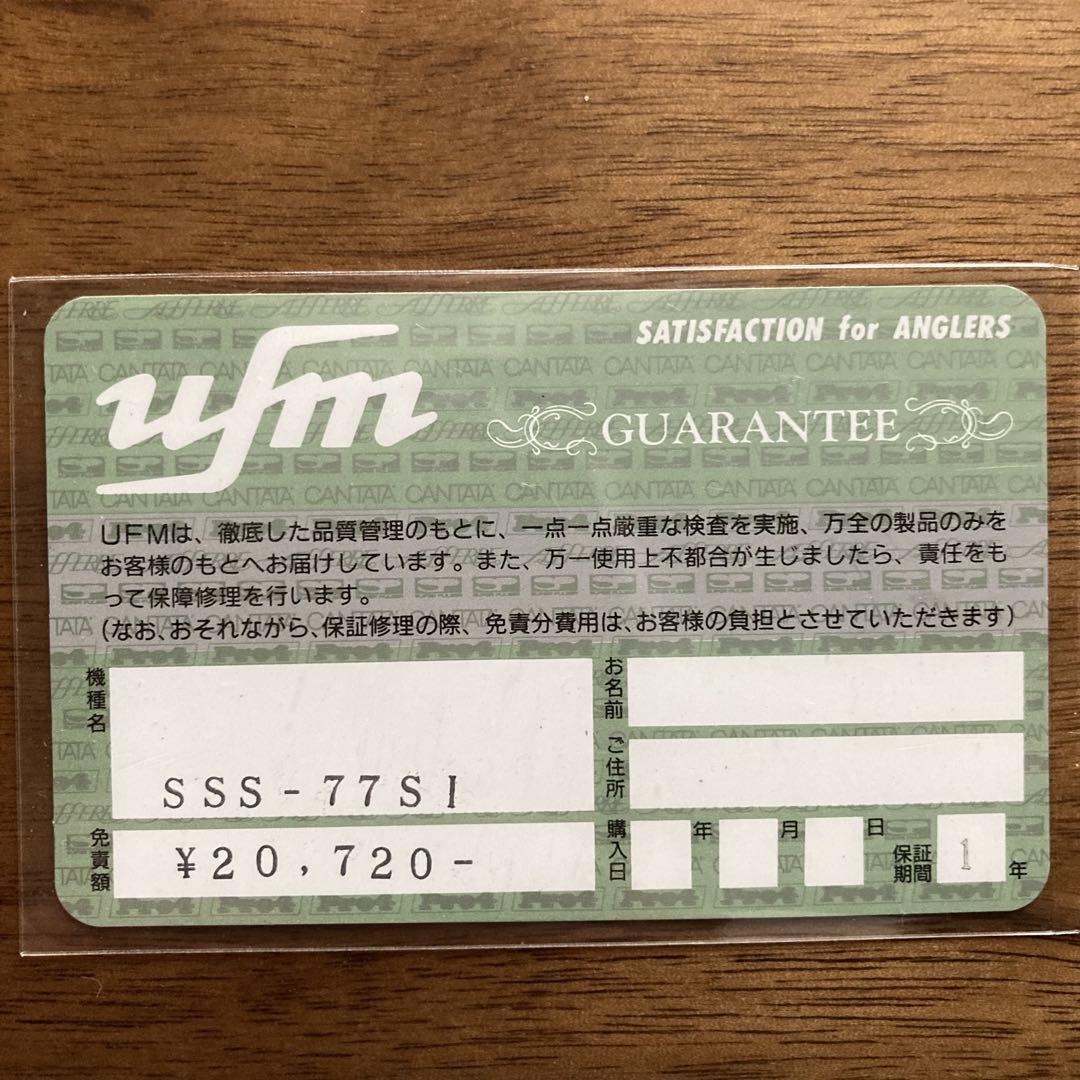 SATISFACTION for ANGLERS
ufm
GUARANTEE
CANTATA CANTATA CANTATA CANTATA CANTATA CANTATA CANTATA
UFMは、徹底した品質管理のもとに、一点一点厳重な検査を実施、万全の製品のみを
お客様のもとへお届けしています。また、万一使用上不都合が生じましたら、責任をも
って保障修理を行います。
(なお、おそれながら、保証修理の際、免責分費用は、お客様の負担とさせていただきます)
機種名
SSS-77SI
お名前
ご住所
免責額
¥20,720-
購入日
年 月 日
保証期間
1
年